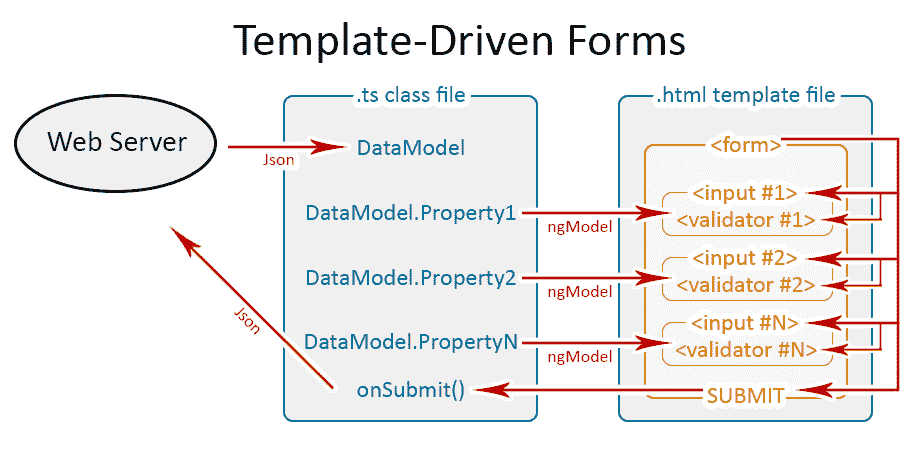 Template-Driven Forms
.ts class file
.html template file
Web Server
Json
DataModel
<form>
DataModel.Property1
ngModel
<input #1>
<validator #1>
DataModel.Property2
ngModel
<input #2>
<validator #2>
DataModel.PropertyN
ngModel
<input #N>
<validator #N>
Json
onSubmit()
SUBMIT